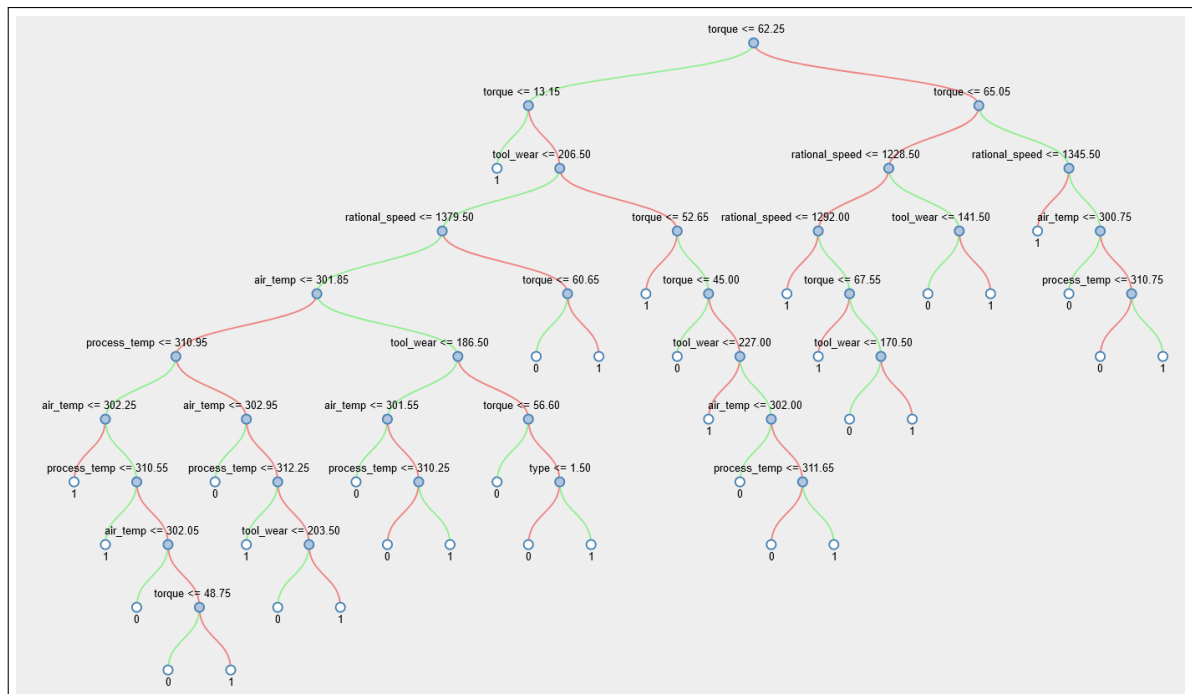 torque <= 62.25
torque <= 13.15
torque <= 65.05
1
tool_wear <= 206.50
rational_speed <= 1228.50
rational_speed <= 1345.50
rational_speed <= 1379.50
torque <= 52.65
rational_speed <= 1292.00
tool_wear <= 141.50
1
air_temp <= 300.75
air_temp <= 301.85
torque <= 60.65
1
torque <= 45.00
1
torque <= 67.55
0
1
0
process_temp <= 310.75
process_temp <= 310.95
tool_wear <= 186.50
0
1
0
tool_wear <= 227.00
1
tool_wear <= 170.50
0
1
air_temp <= 302.25
air_temp <= 302.95
air_temp <= 301.55
torque <= 56.60
1
air_temp <= 302.00
0
1
1
process_temp <= 310.55
0
process_temp <= 312.25
0
process_temp <= 310.25
0
type <= 1.50
0
process_temp <= 311.65
1
air_temp <= 302.05
1
tool_wear <= 203.50
0
1
0
1
0
1
0
torque <= 48.75
0
1
0
1